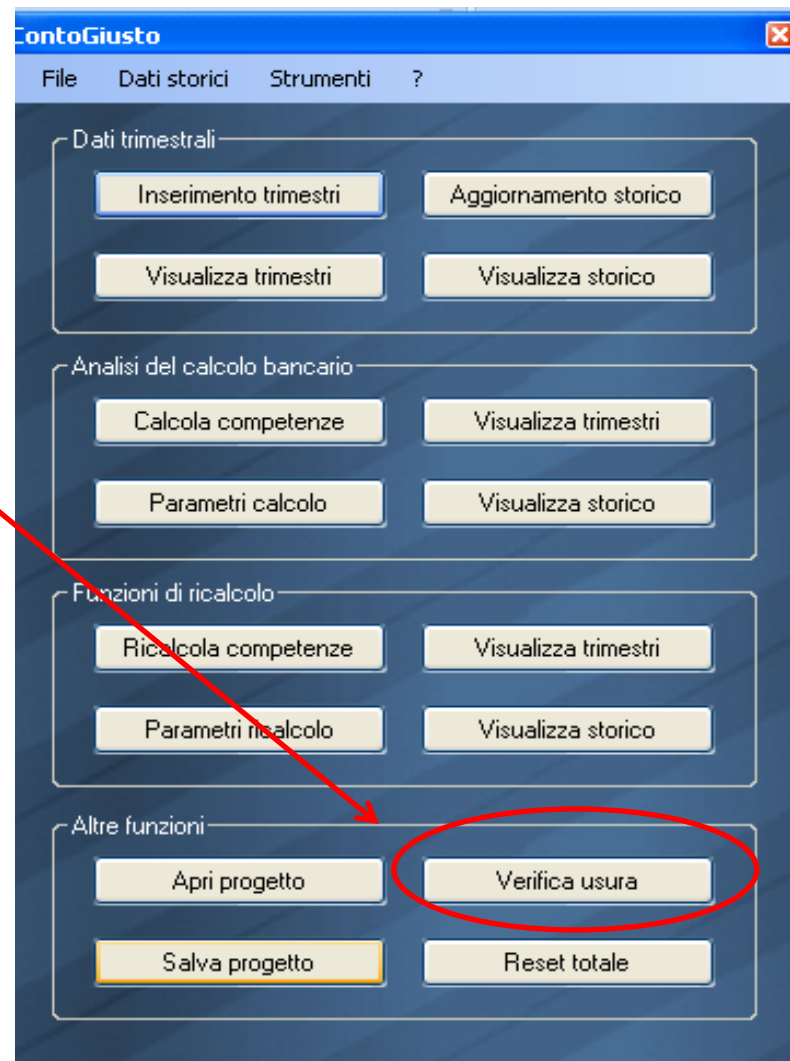 ContoGiusto
File Dati storici Strumenti ?
Dati trimestrali
Inserimento trimestri Aggiornamento storico
Visualizza trimestri Visualizza storico
Analisi del calcolo bancario
Calcola competenze Visualizza trimestri
Parametri calcolo Visualizza storico
Funzioni di ricalcolo
Ricalcola competenze Visualizza trimestri
Parametri ricalcolo Visualizza storico
Altre funzioni
Apri progetto Verifica usura
Salva progetto Reset totale